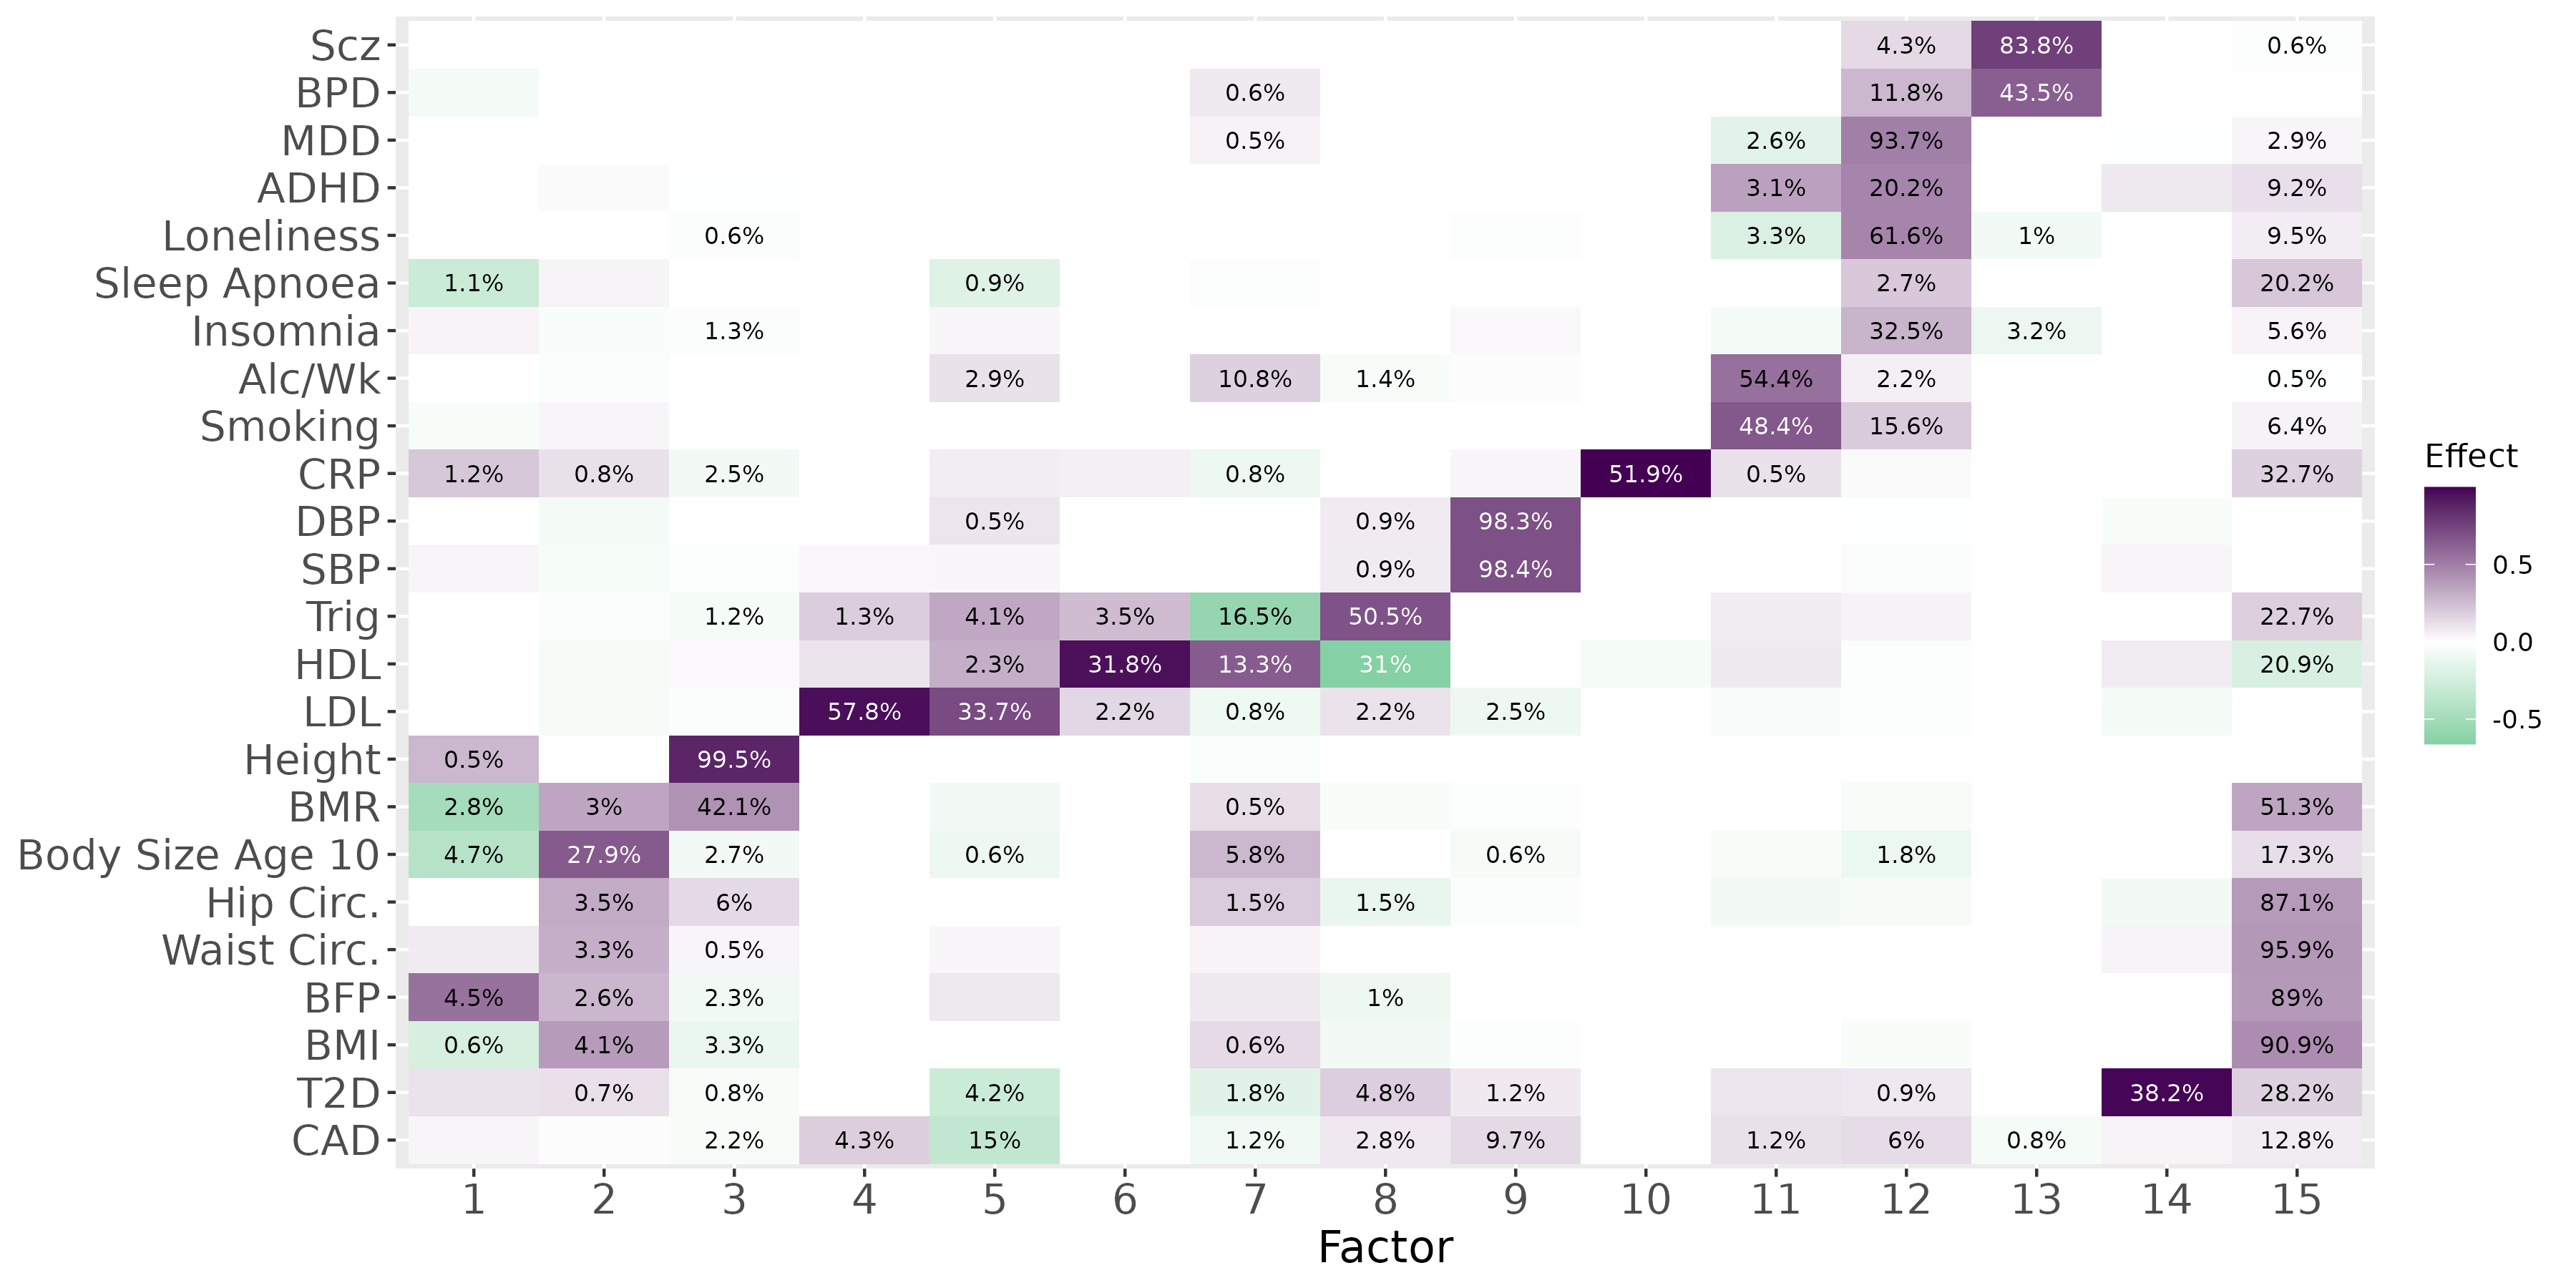 Scz 4.3% 83.8% 0.6%
BPD 0.6% 11.8% 43.5%
MDD 0.5% 2.6% 93.7% 2.9%
ADHD 3.1% 20.2% 9.2%
Loneliness 0.6% 3.3% 61.6% 1% 9.5%
Sleep Apnoea 1.1% 0.9% 2.7% 20.2%
Insomnia 1.3% 32.5% 3.2% 5.6%
Alc/Wk 2.9% 10.8% 1.4% 54.4% 2.2% 0.5%
Smoking 48.4% 15.6% 6.4%
CRP 1.2% 0.8% 2.5% 0.8% 51.9% 0.5% 32.7%
DBP 0.5% 0.9% 98.3%
SBP 0.9% 98.4%
Trig 1.2% 1.3% 4.1% 3.5% 16.5% 50.5% 22.7%
HDL 2.3% 31.8% 13.3% 31% 20.9%
LDL 57.8% 33.7% 2.2% 0.8% 2.2% 2.5%
Height 0.5% 99.5%
BMR 2.8% 3% 42.1% 0.5% 51.3%
Body Size Age 10 4.7% 27.9% 2.7% 0.6% 5.8% 0.6% 1.8% 17.3%
Hip Circ. 3.5% 6% 1.5% 1.5% 87.1%
Waist Circ. 3.3% 0.5% 95.9%
BFP 4.5% 2.6% 2.3% 1% 89%
BMI 0.6% 4.1% 3.3% 0.6% 90.9%
T2D 0.7% 0.8% 4.2% 1.8% 4.8% 1.2% 0.9% 38.2% 28.2%
CAD 2.2% 4.3% 15% 1.2% 2.8% 9.7% 1.2% 6% 0.8% 12.8%
1 2 3 4 5 6 7 8 9 10 11 12 13 14 15
Factor
Effect
0.5
0.0
-0.5